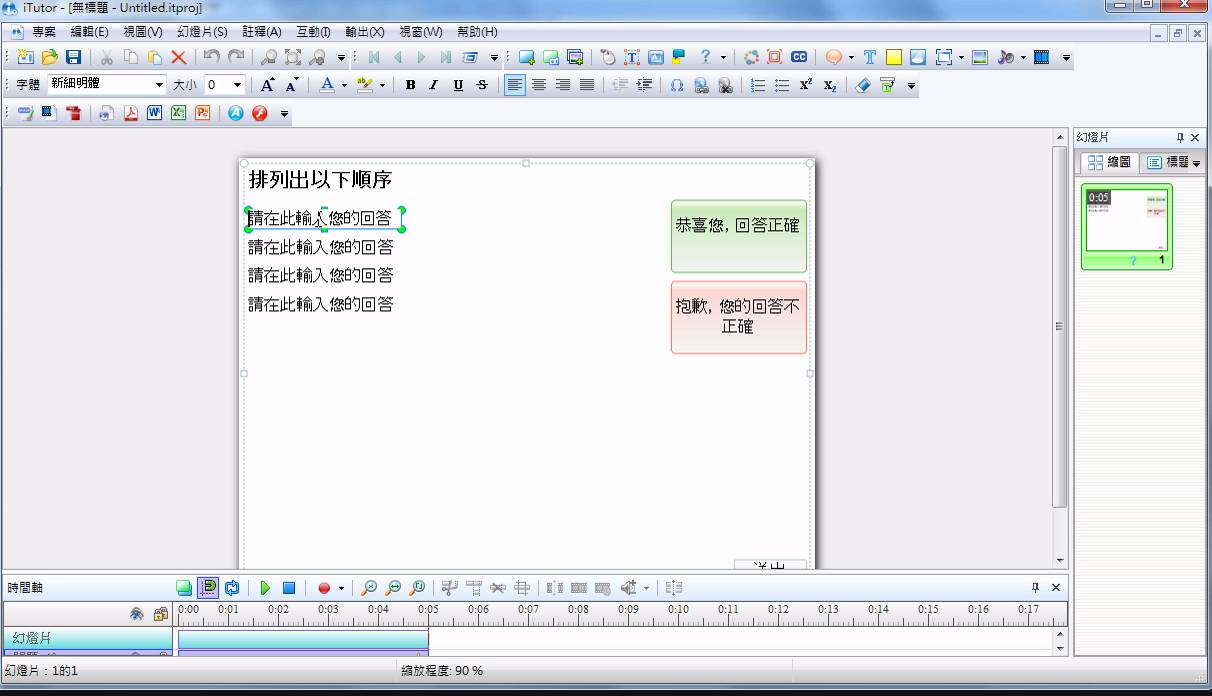 iTutor - [無標題 - Untitled.itproj]
專案 編輯(E) 視圖(V) 幻燈片(S) 註釋(A) 互動(I) 輸出(X) 視窗(W) 幫助(H)
字體 新細明體 大小 0
幻燈片
縮圖 標題
排列出以下順序
請在此輸入您的回答
請在此輸入您的回答
請在此輸入您的回答
請在此輸入您的回答
恭喜您, 回答正確
抱歉, 您的回答不
正確
0:05
1
時間軸
0:00 0:01 0:02 0:03 0:04 0:05 0:06 0:07 0:08 0:09 0:10 0:11 0:12 0:13 0:14 0:15 0:16 0:17
幻燈片
幻燈片：1的1 縮放程度: 90 %